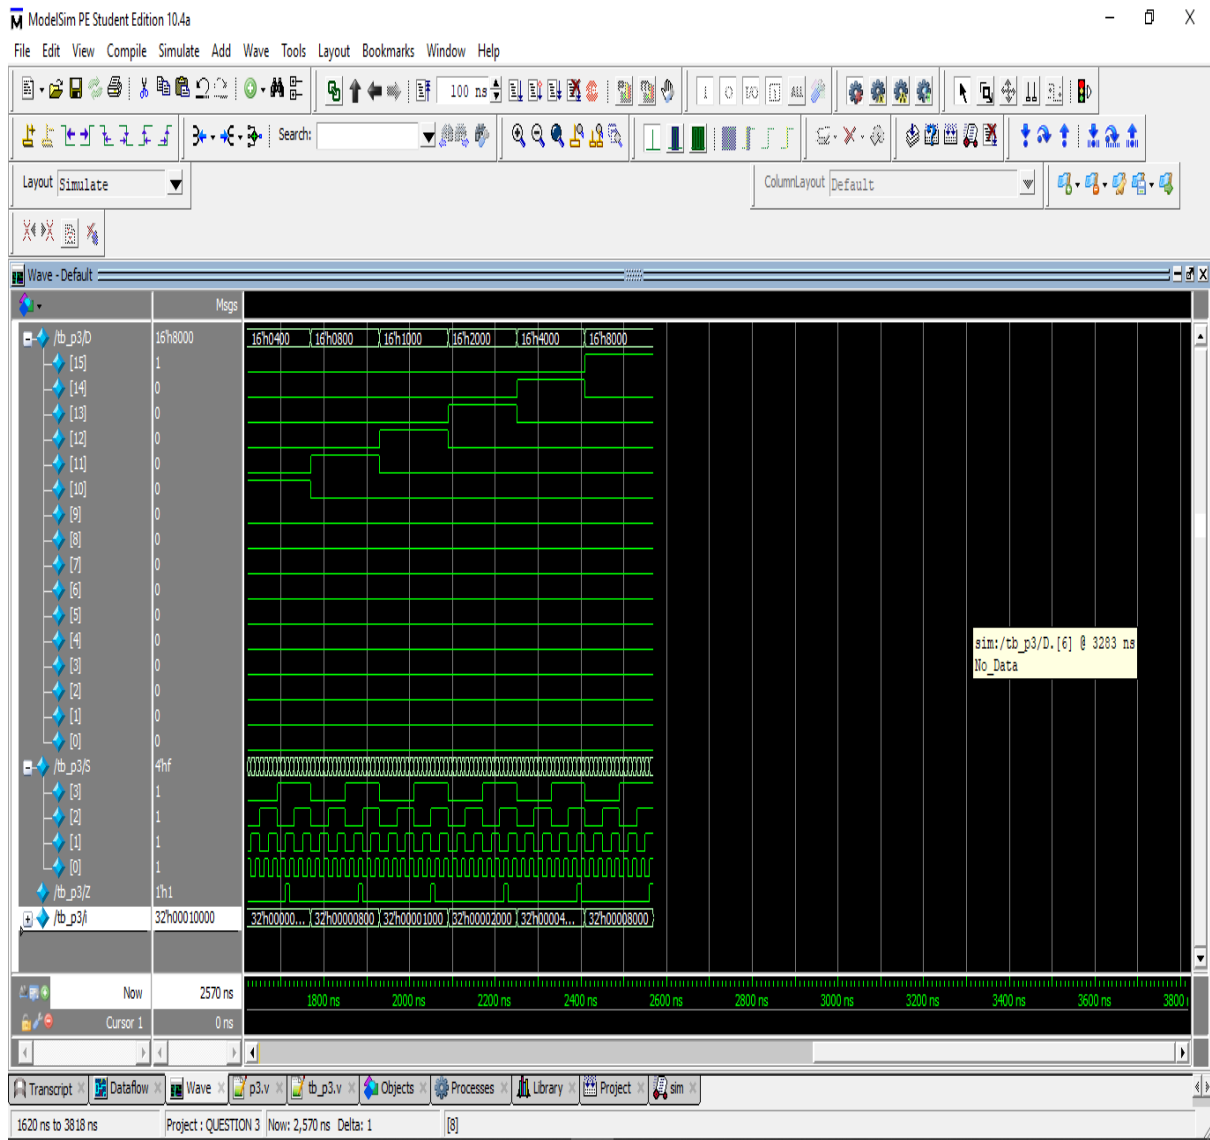 ModelSim PE Student Edition 10.4a
File Edit View Compile Simulate Add Wave Tools Layout Bookmarks Window Help
100 ns
Search:
Layout Simulate
ColumnLayout Default
Wave - Default
Msgs
/tb_p3/D 16'h8000 16'h0400 16'h0800 16'h1000 16'h2000 16'h4000 16'h8000
[15] 1
[14] 0
[13] 0
[12] 0
[11] 0
[10] 0
[9] 0
[8] 0
[7] 0
[6] 0
[5] 0
[4] 0
[3] 0
[2] 0
[1] 0
[0] 0
sim:/tb_p3/D.[6] @ 3283 ns
No_Data
/tb_p3/S 4'hf
[3] 1
[2] 1
[1] 1
[0] 1
/tb_p3/Z 1'h1
/tb_p3/i 32'h00010000 32'h00000... 32'h00000800 32'h00001000 32'h00002000 32'h00004... 32'h00008000
Now 2570 ns
1800 ns 2000 ns 2200 ns 2400 ns 2600 ns 2800 ns 3000 ns 3200 ns 3400 ns 3600 ns 3800
Cursor 1 0 ns
Transcript Dataflow Wave p3.v tb_p3.v Objects Processes Library Project sim
1620 ns to 3818 ns Project : QUESTION 3 Now: 2,570 ns Delta: 1 [8]